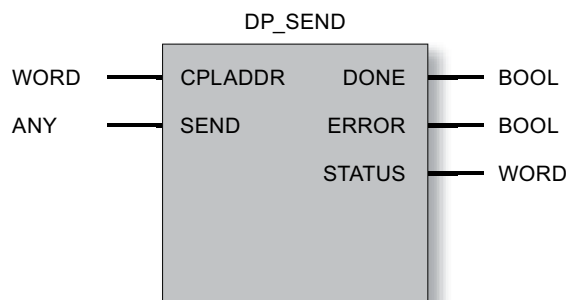 DP_SEND
WORD CPLADDR DONE BOOL
ANY SEND ERROR BOOL
STATUS WORD